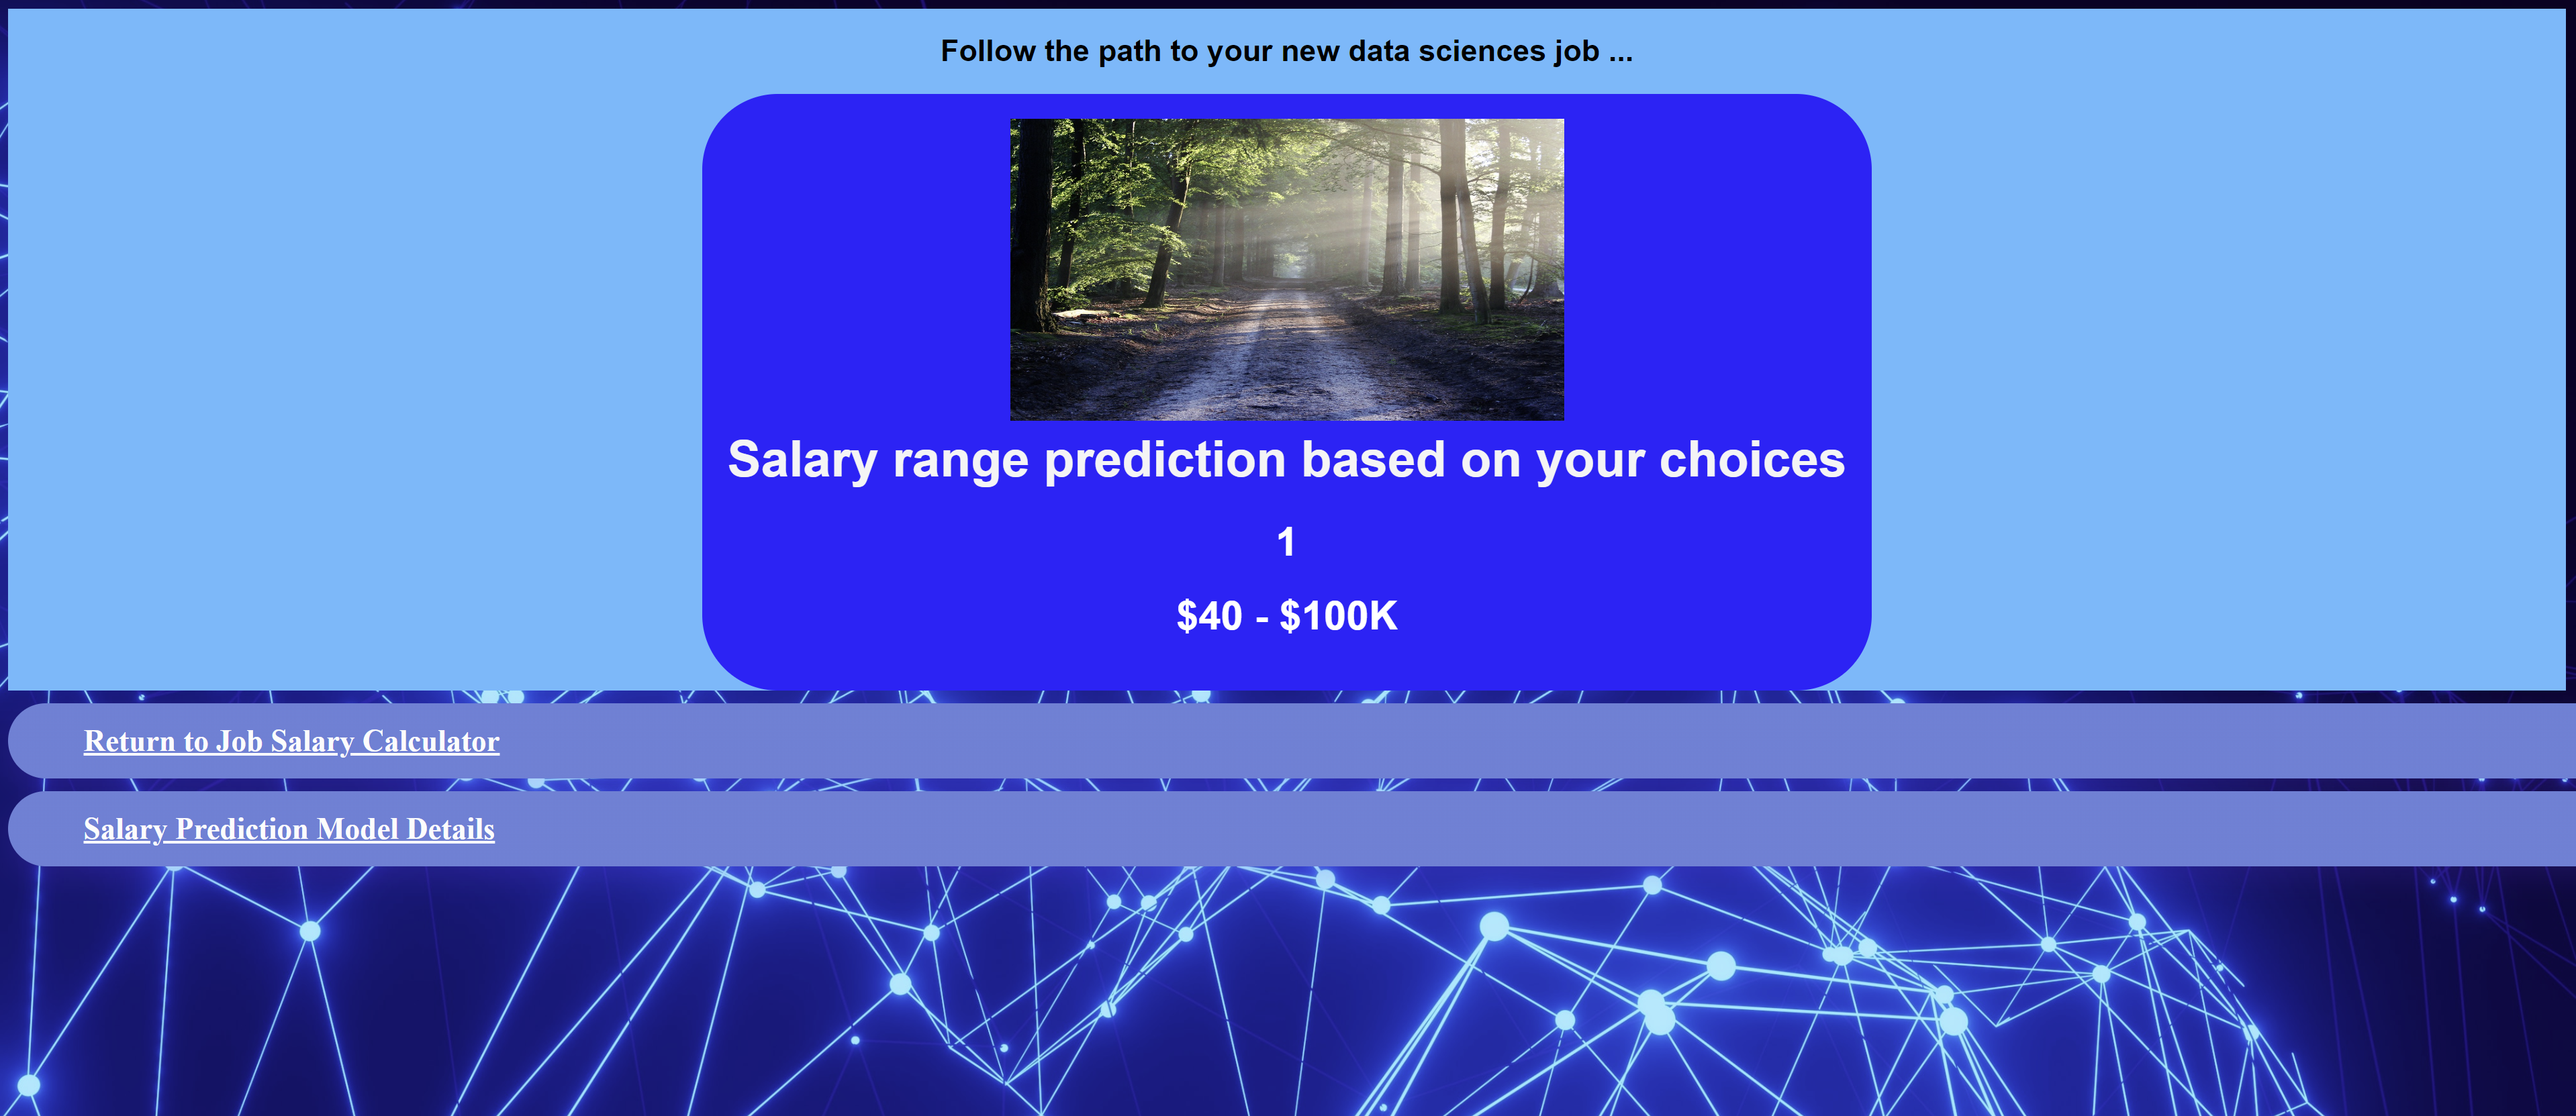 Follow the path to your new data sciences job ...
Salary range prediction based on your choices
1
$40 - $100K
Return to Job Salary Calculator
Salary Prediction Model Details